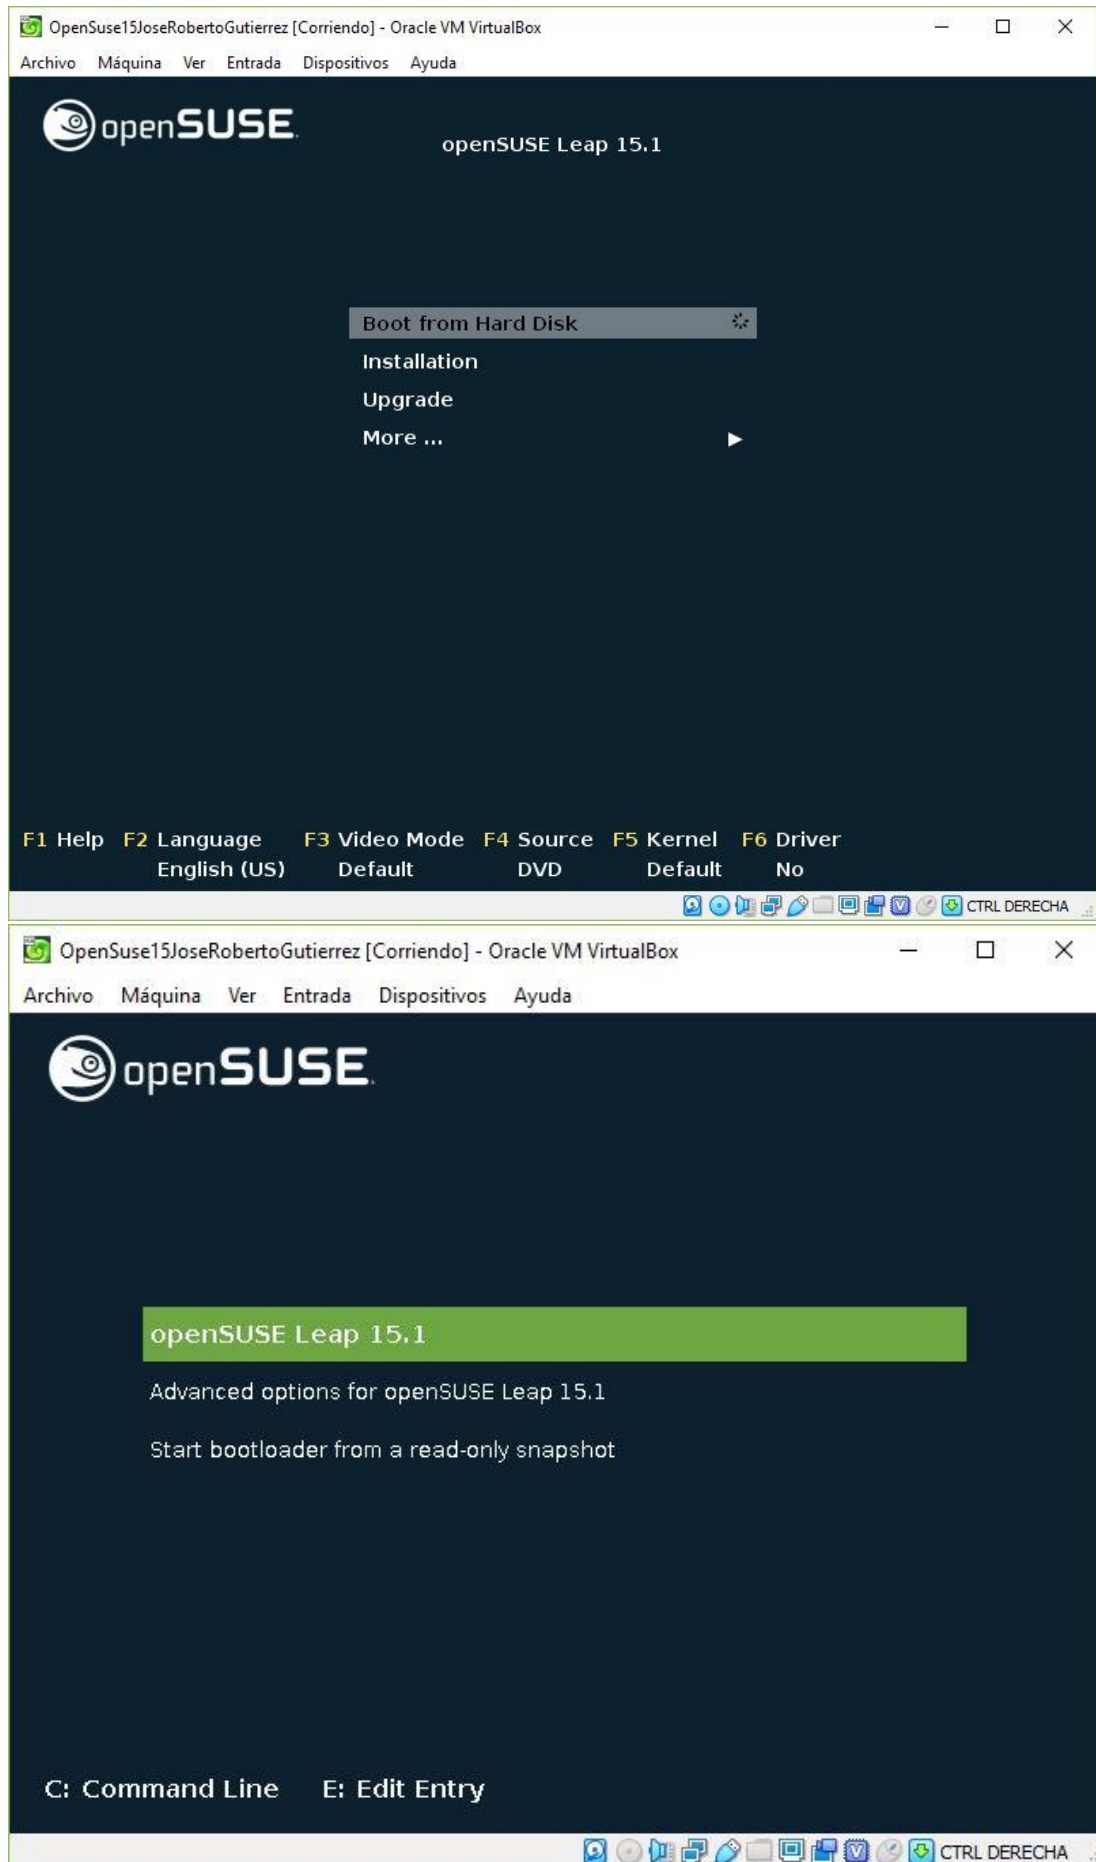 OpenSuse15JoseRobertoGutierrez [Corriendo] - Oracle VM VirtualBox
Archivo Máquina Ver Entrada Dispositivos Ayuda
openSUSE.
openSUSE Leap 15.1
Boot from Hard Disk
Installation
Upgrade
More ...
F1 Help F2 Language F3 Video Mode F4 Source F5 Kernel F6 Driver
English (US) Default DVD Default No
CTRL DERECHA
OpenSuse15JoseRobertoGutierrez [Corriendo] - Oracle VM VirtualBox
Archivo Máquina Ver Entrada Dispositivos Ayuda
openSUSE.
openSUSE Leap 15.1
Advanced options for openSUSE Leap 15.1
Start bootloader from a read-only snapshot
C: Command Line E: Edit Entry
CTRL DERECHA